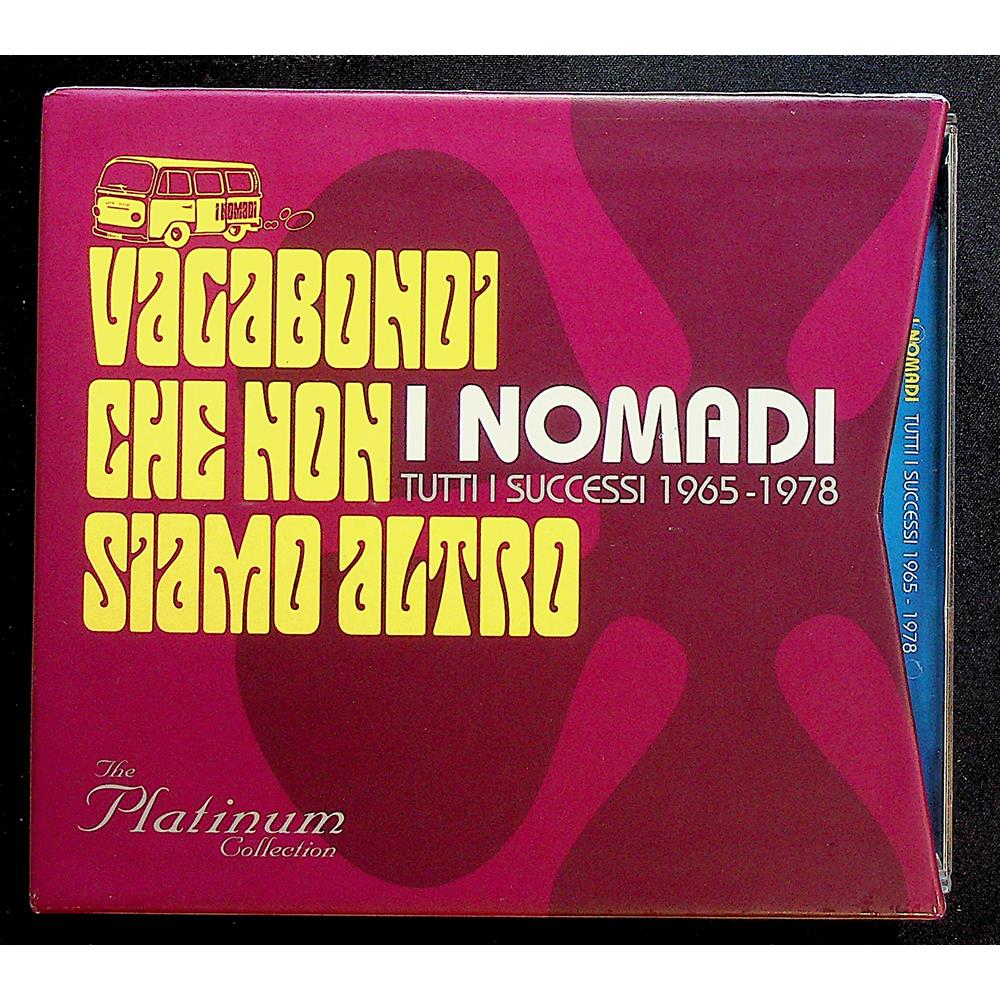 I NOMADI
VAGABONDI
CHE NON
SIAMO ALTRO
I NOMADI
TUTTI I SUCCESSI 1965-1978
The
Platinum
Collection
I NOMADI TUTTI I SUCCESSI 1965 - 1978